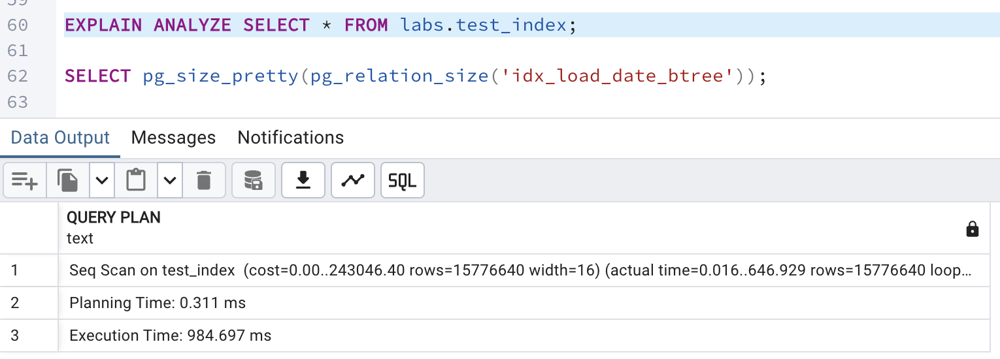 59
60 EXPLAIN ANALYZE SELECT * FROM labs.test_index;
61
62 SELECT pg_size_pretty(pg_relation_size('idx_load_date_btree'));
63
Data Output Messages Notifications
SQL
QUERY PLAN
text
1 Seq Scan on test_index (cost=0.00..243046.40 rows=15776640 width=16) (actual time=0.016..646.929 rows=15776640 loop...
2 Planning Time: 0.311 ms
3 Execution Time: 984.697 ms